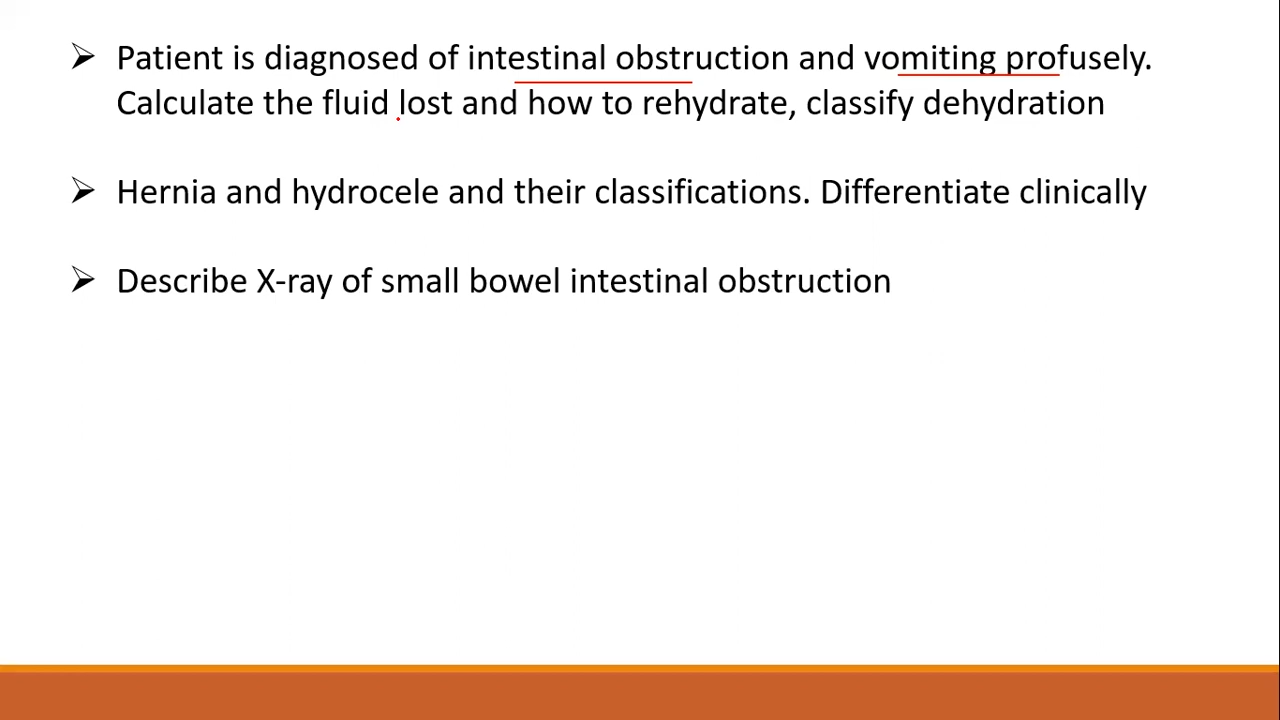 ➢ Patient is diagnosed of intestinal obstruction and vomiting profusely.
Calculate the fluid lost and how to rehydrate, classify dehydration
➢ Hernia and hydrocele and their classifications. Differentiate clinically
➢ Describe X-ray of small bowel intestinal obstruction